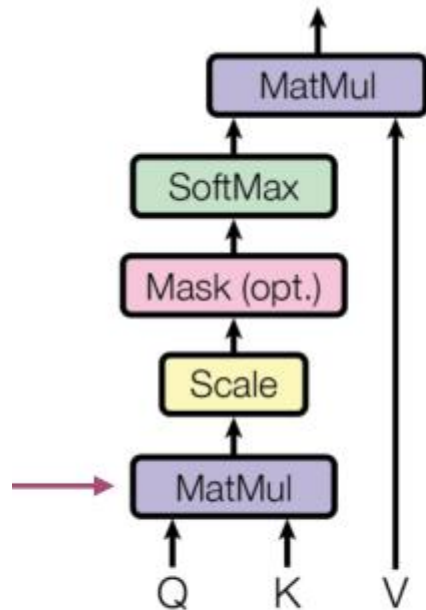 MatMul
SoftMax
Mask (opt.)
Scale
MatMul
Q K V